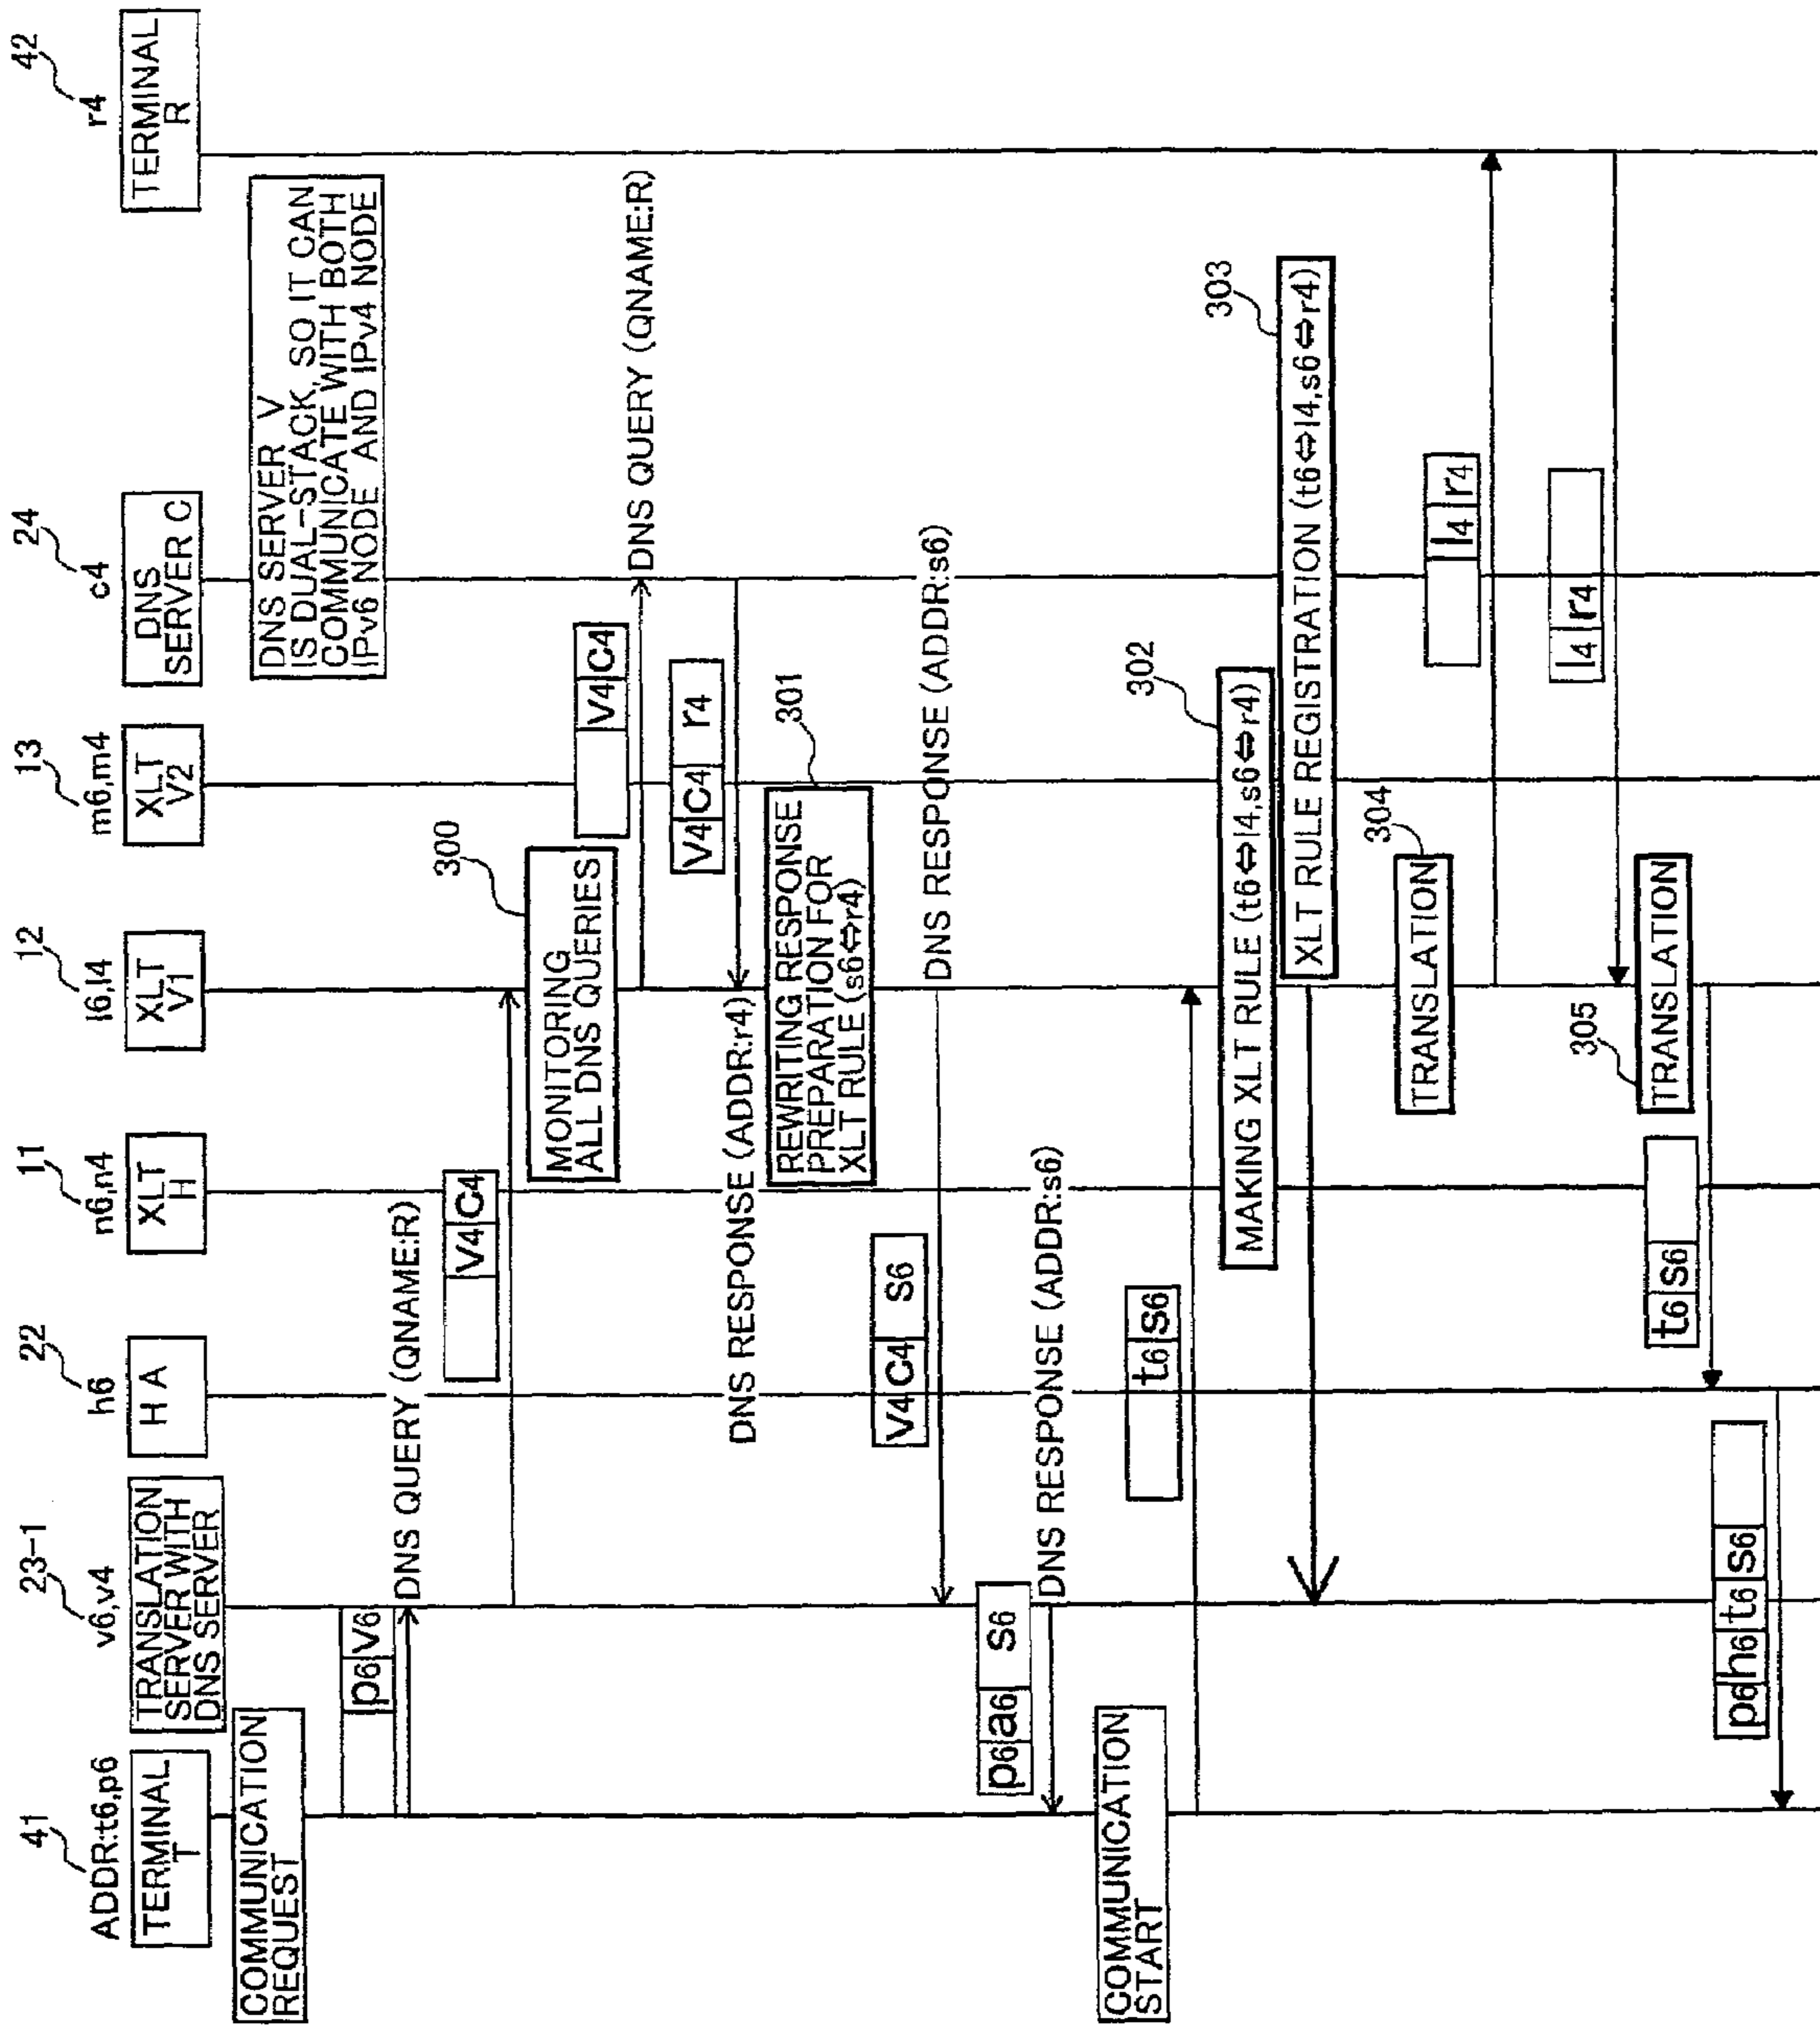 41
ADDR:t6,p6
TERMINAL
T
23-1
v6,v4
TRANSLATION
SERVER WITH
DNS SERVER
22
h6
H A
11
n6,n4
XLT
H
12
l6,l4
XLT
V1
13
m6,m4
XLT
V2
24
c4
DNS
SERVER C
42
r4
TERMINAL
R
COMMUNICATION
REQUEST
DNS SERVER V
IS DUAL-STACK, SO IT CAN
COMMUNICATE WITH BOTH
IPv6 NODE AND IPv4 NODE
p6 v6
DNS QUERY (QNAME:R)
V4 C4
300
MONITORING
ALL DNS QUERIES
V4 C4
DNS QUERY (QNAME:R)
V4 C4 r4
DNS RESPONSE (ADDR:r4)
301
REWRITING RESPONSE
PREPARATION FOR
XLT RULE (s6⇔r4)
V4 C4 s6
DNS RESPONSE (ADDR:s6)
p6 a6 s6
DNS RESPONSE (ADDR:s6)
COMMUNICATION
START
t6 s6
302
MAKING XLT RULE (t6⇔l4,s6⇔r4)
303
XLT RULE REGISTRATION (t6⇔l4,s6⇔r4)
304
TRANSLATION
l4 r4
l4 r4
305
TRANSLATION
t6 s6
p6 h6 t6 s6